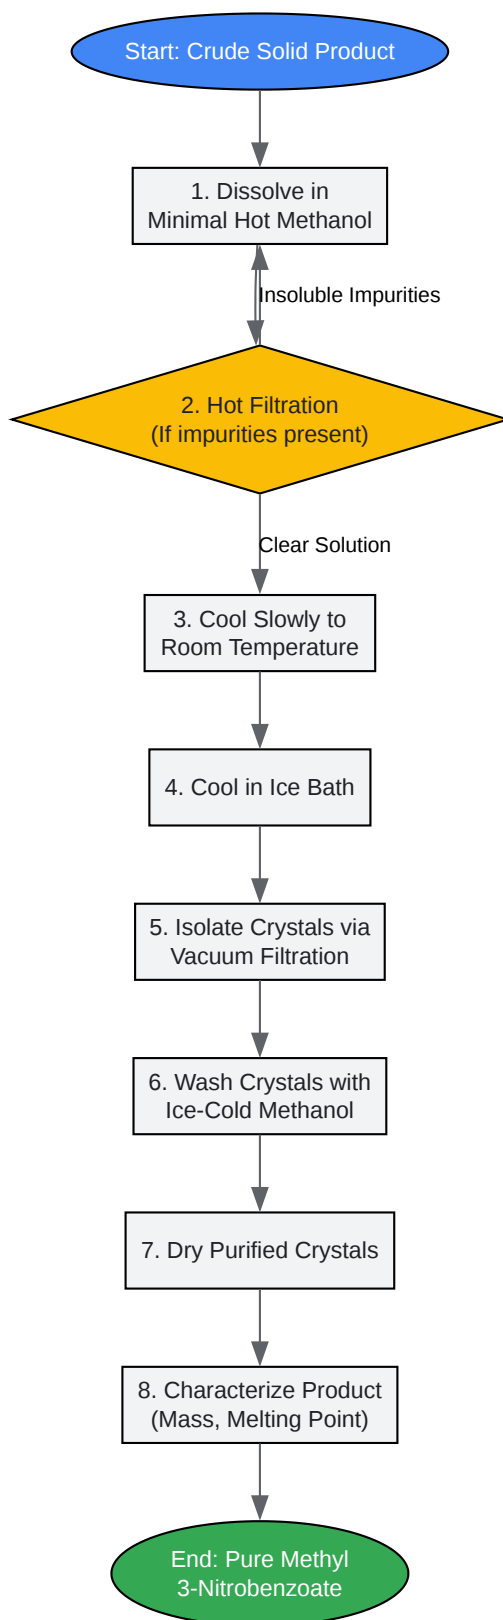 Start: Crude Solid Product
1. Dissolve in
Minimal Hot Methanol
Insoluble Impurities
2. Hot Filtration
(If impurities present)
Clear Solution
3. Cool Slowly to
Room Temperature
4. Cool in Ice Bath
5. Isolate Crystals via
Vacuum Filtration
6. Wash Crystals with
Ice-Cold Methanol
7. Dry Purified Crystals
8. Characterize Product
(Mass, Melting Point)
End: Pure Methyl
3-Nitrobenzoate